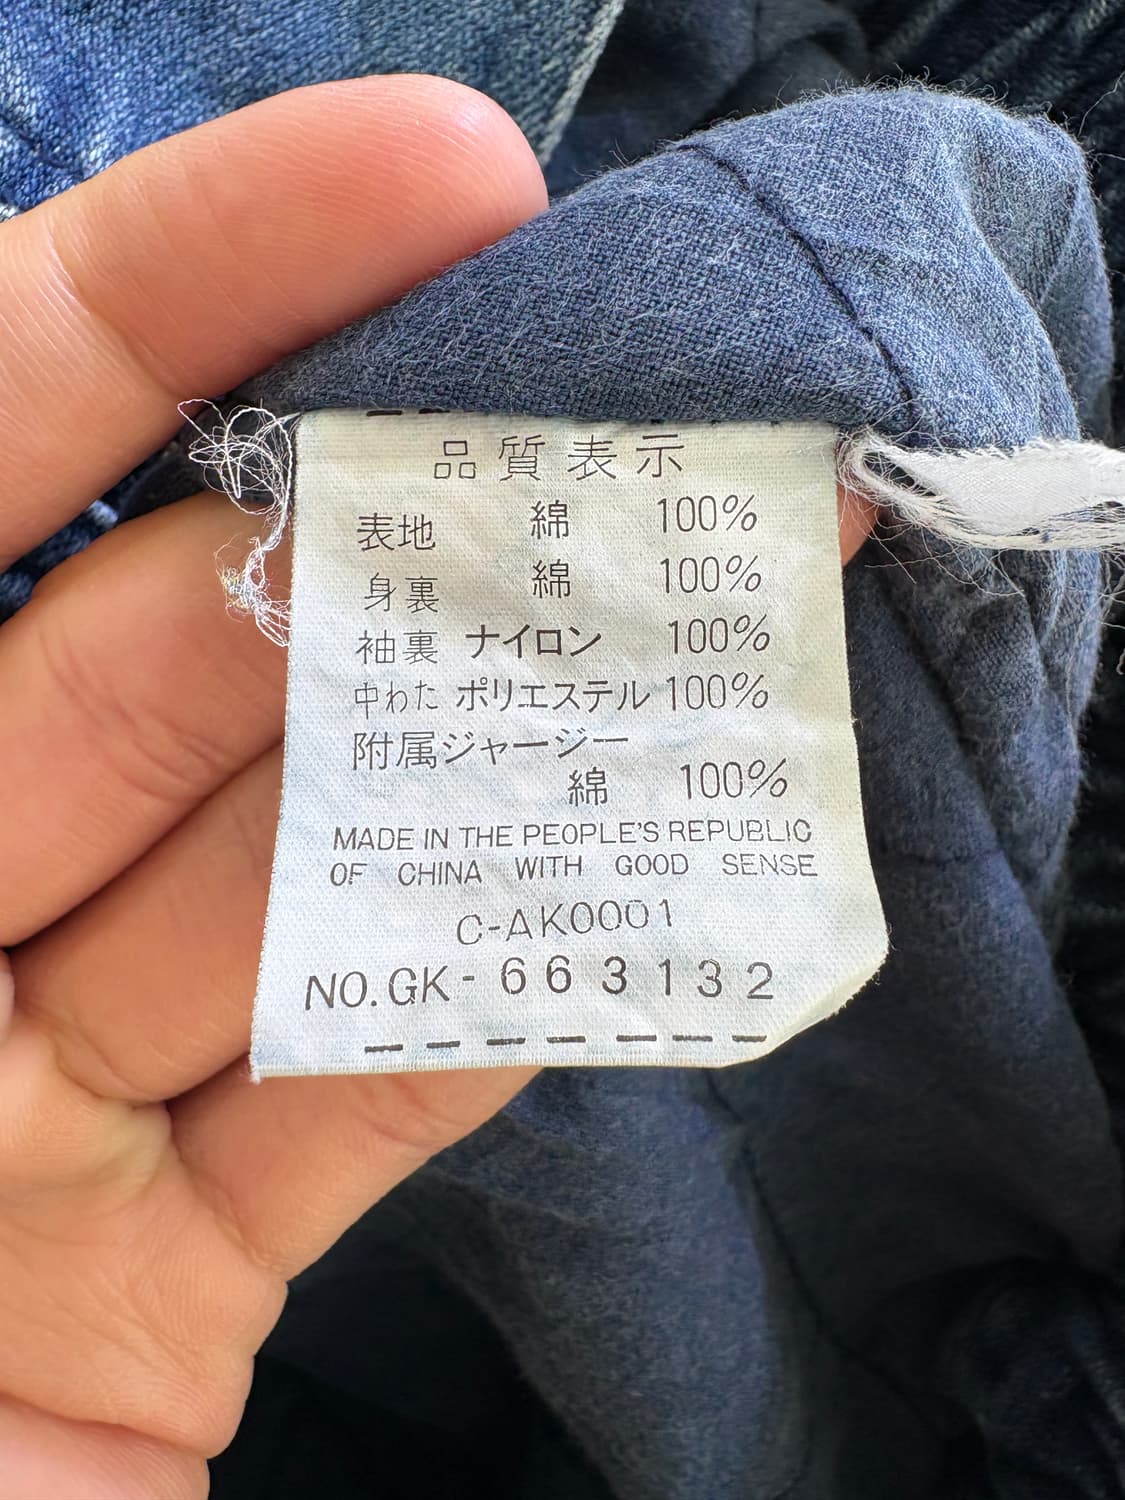 品質表示
表地 綿 100%
身裏 綿 100%
袖裏 ナイロン 100%
中わた ポリエステル 100%
附属ジャージー
綿 100%
MADE IN THE PEOPLE'S REPUBLIC
OF CHINA WITH GOOD SENSE
C-AK0001
NO.GK-663132